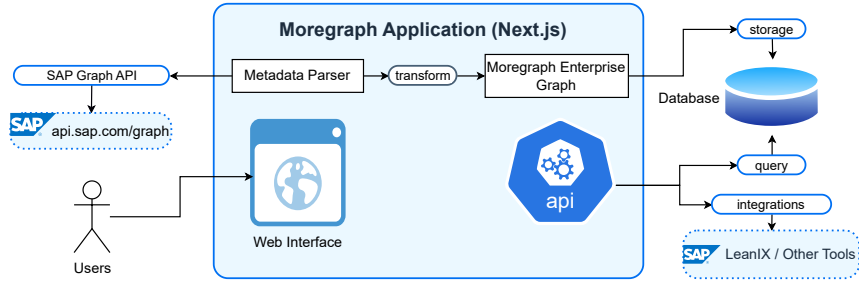 Moregraph Application (Next.js)
storage
SAP Graph API
Metadata Parser
transform
Moregraph Enterprise
Graph
Database
SAP
api.sap.com/graph
api
query
integrations
Web Interface
Users
SAP
LeanIX / Other Tools